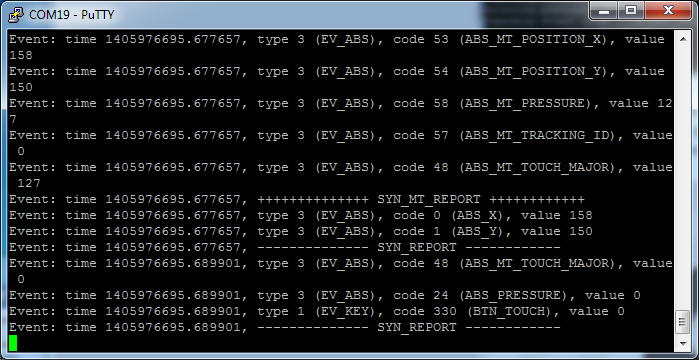 COM19 - PuTTY
Event: time 1405976695.677657, type 3 (EV_ABS), code 53 (ABS_MT_POSITION_X), value
158
Event: time 1405976695.677657, type 3 (EV_ABS), code 54 (ABS_MT_POSITION_Y), value
150
Event: time 1405976695.677657, type 3 (EV_ABS), code 58 (ABS_MT_PRESSURE), value 12
7
Event: time 1405976695.677657, type 3 (EV_ABS), code 57 (ABS_MT_TRACKING_ID), value
 0
Event: time 1405976695.677657, type 3 (EV_ABS), code 48 (ABS_MT_TOUCH_MAJOR), value
 127
Event: time 1405976695.677657, ++++++++++++++ SYN_MT_REPORT ++++++++++++
Event: time 1405976695.677657, type 3 (EV_ABS), code 0 (ABS_X), value 158
Event: time 1405976695.677657, type 3 (EV_ABS), code 1 (ABS_Y), value 150
Event: time 1405976695.677657, -------------- SYN_REPORT ------------
Event: time 1405976695.689901, type 3 (EV_ABS), code 48 (ABS_MT_TOUCH_MAJOR), value
 0
Event: time 1405976695.689901, type 3 (EV_ABS), code 24 (ABS_PRESSURE), value 0
Event: time 1405976695.689901, type 1 (EV_KEY), code 330 (BTN_TOUCH), value 0
Event: time 1405976695.689901, -------------- SYN_REPORT ------------